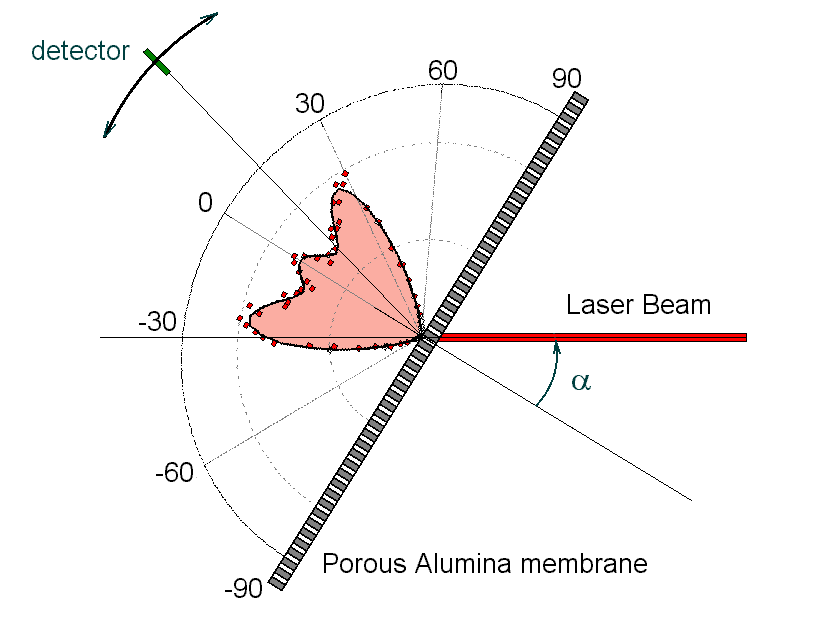 detector
60
90
30
0
Laser Beam
-30
α
-60
Porous Alumina membrane
-90